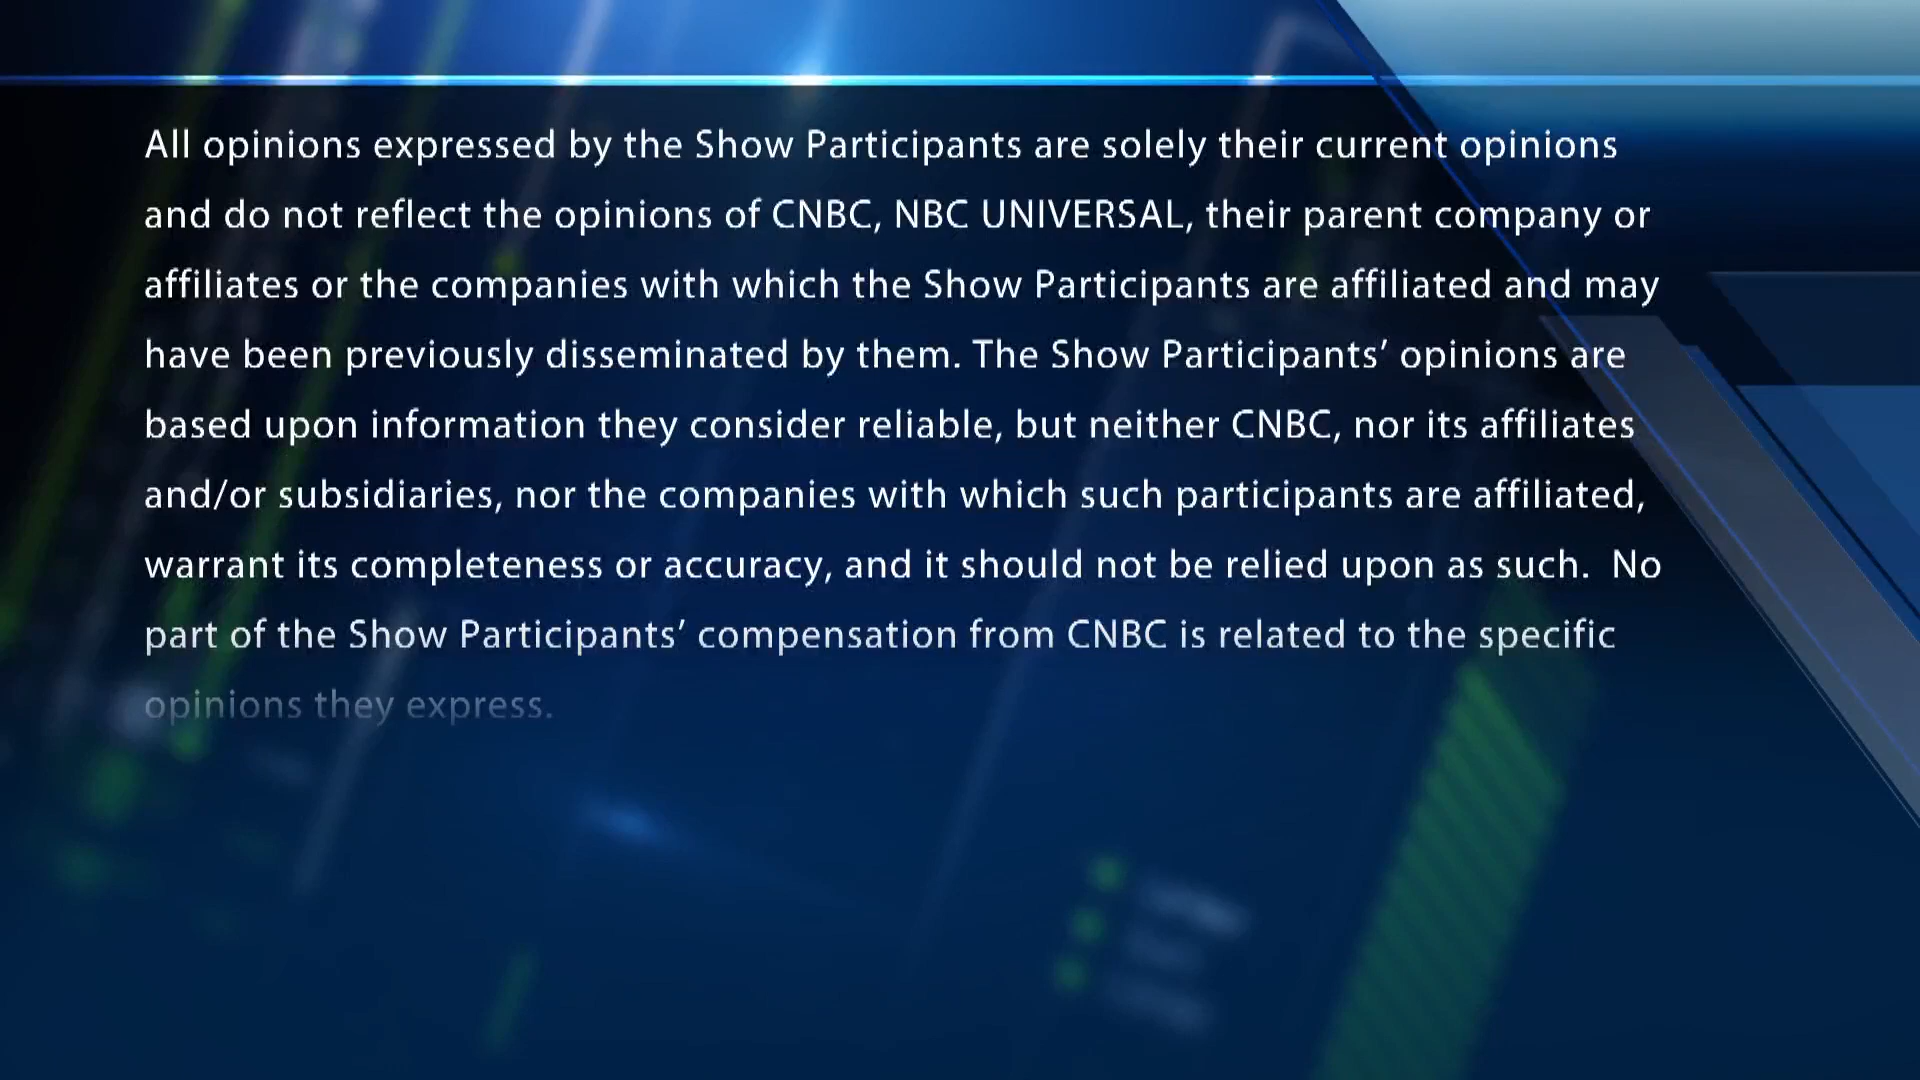 All opinions expressed by the Show Participants are solely their current opinions
and do not reflect the opinions of CNBC, NBC UNIVERSAL, their parent company or
affiliates or the companies with which the Show Participants are affiliated and may
have been previously disseminated by them. The Show Participants’ opinions are
based upon information they consider reliable, but neither CNBC, nor its affiliates
and/or subsidiaries, nor the companies with which such participants are affiliated,
warrant its completeness or accuracy, and it should not be relied upon as such.  No
part of the Show Participants’ compensation from CNBC is related to the specific
opinions they express.